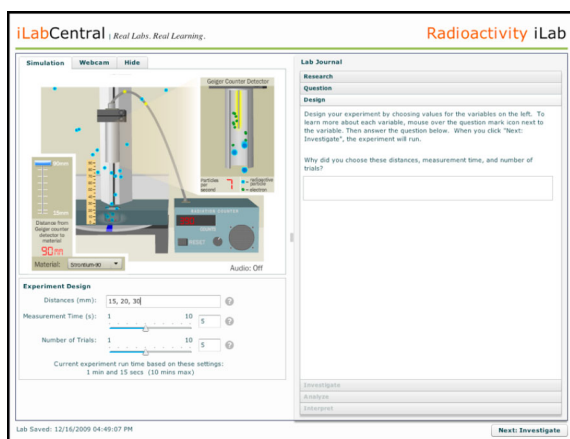 iLabCentral | Real Labs. Real Learning.
Radioactivity iLab
Simulation Webcam Hide
Geiger Counter Detector
90mm
15mm
Distance from
Geiger counter
detector to
material
90mm
Material: Strontium-90
Particles
per
second
= radioactive
particle
= electron
RADIATION COUNTER
RESET
Audio: Off
Experiment Design
Distances (mm): 15, 20, 30
Measurement Time (s): 1 10 5
Number of Trials: 1 10 5
Current experiment run time based on these settings:
1 min and 15 secs (10 mins max)
Lab Journal
Research
Question
Design
Design your experiment by choosing values for the variables on the left. To
learn more about each variable, mouse over the question mark icon next to
the variable. Then answer the question below. When you click "Next:
Investigate", the experiment will run.
Why did you choose these distances, measurement time, and number of
trials?
Investigate
Analyze
Interpret
Lab Saved: 12/16/2009 04:49:07 PM
Next: Investigate